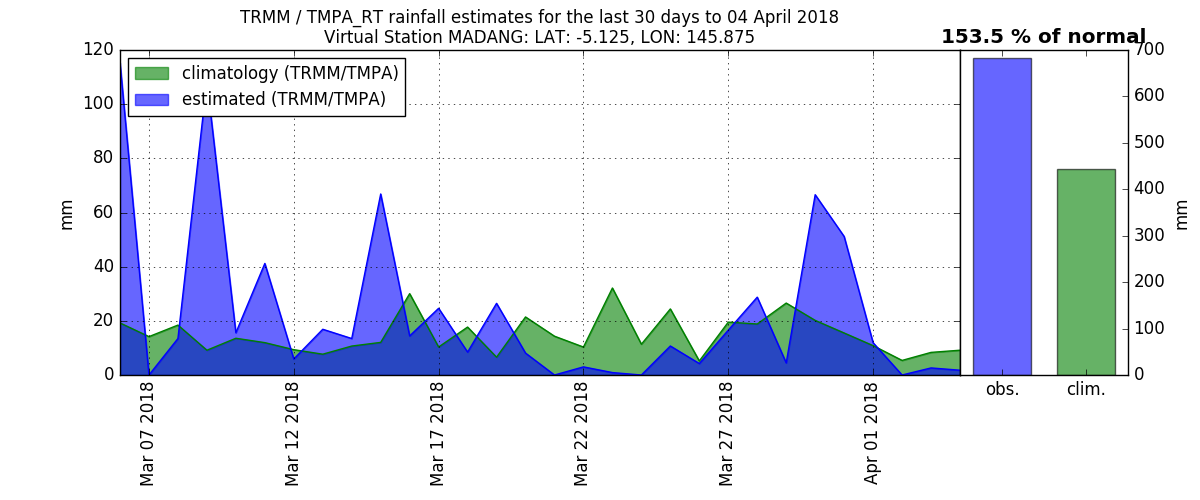 TRMM / TMPA_RT rainfall estimates for the last 30 days to 04 April 2018
Virtual Station MADANG: LAT: -5.125, LON: 145.875
153.5 % of normal
climatology (TRMM/TMPA)
estimated (TRMM/TMPA)
120
100
80
60
40
20
0
mm
Mar 07 2018
Mar 12 2018
Mar 17 2018
Mar 22 2018
Mar 27 2018
Apr 01 2018
obs.
clim.
700
600
500
400
300
200
100
0
mm